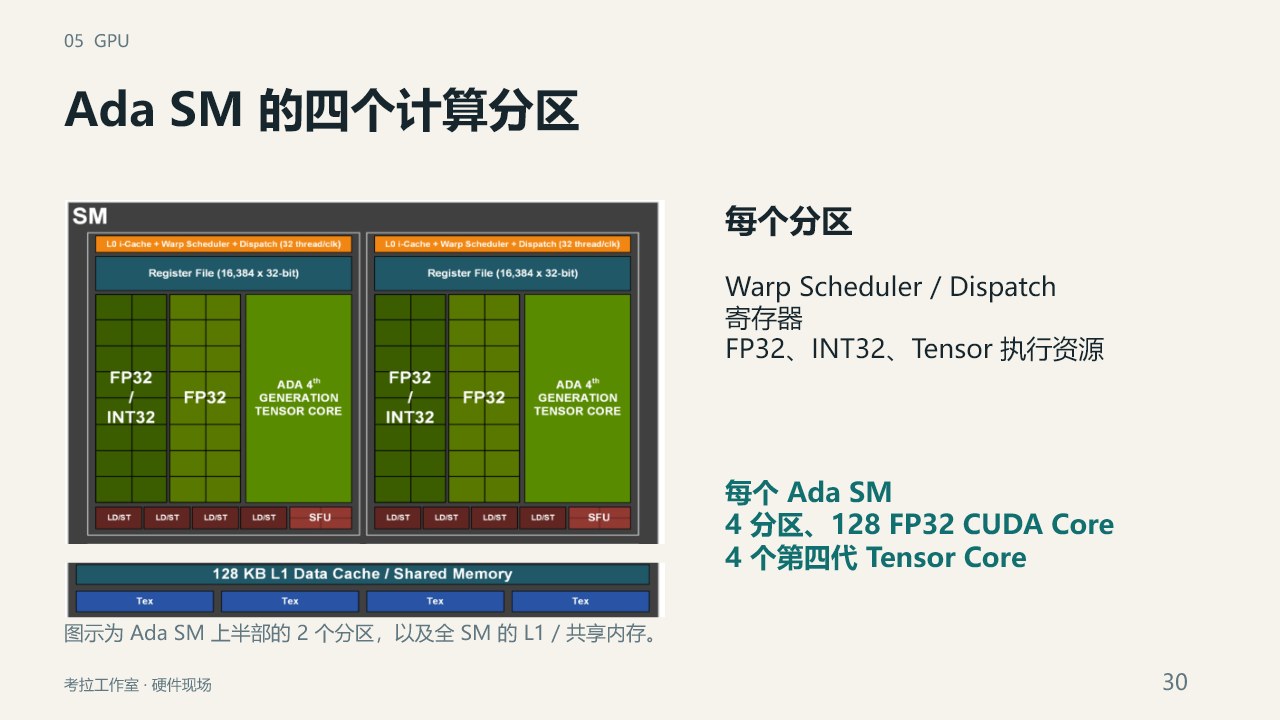 05 GPU
Ada SM 的四个计算分区
SM
L0 i-Cache + Warp Scheduler + Dispatch (32 thread/clk)
Register File (16,384 x 32-bit)
FP32
/
INT32
FP32
ADA 4th
GENERATION
TENSOR CORE
LD/ST LD/ST LD/ST LD/ST SFU
L0 i-Cache + Warp Scheduler + Dispatch (32 thread/clk)
Register File (16,384 x 32-bit)
FP32
/
INT32
FP32
ADA 4th
GENERATION
TENSOR CORE
LD/ST LD/ST LD/ST LD/ST SFU
128 KB L1 Data Cache / Shared Memory
Tex Tex Tex Tex
图示为 Ada SM 上半部的 2 个分区，以及全 SM 的 L1 / 共享内存。
每个分区
Warp Scheduler / Dispatch
寄存器
FP32、INT32、Tensor 执行资源
每个 Ada SM
4 分区、128 FP32 CUDA Core
4 个第四代 Tensor Core
考拉工作室 · 硬件现场
30